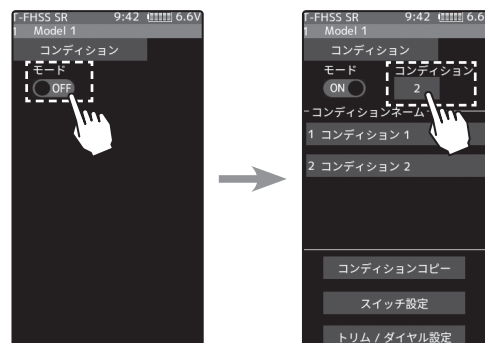 T-FHSS SR 9:42 6.6V
1 Model 1
コンディション
モード
OFF
T-FHSS SR 9:42 6.6
1 Model 1
コンディション
モード コンディション
ON 2
コンディションネーム
1 コンディション 1
2 コンディション 2
コンディションコピー
スイッチ設定
トリム / ダイヤル設定